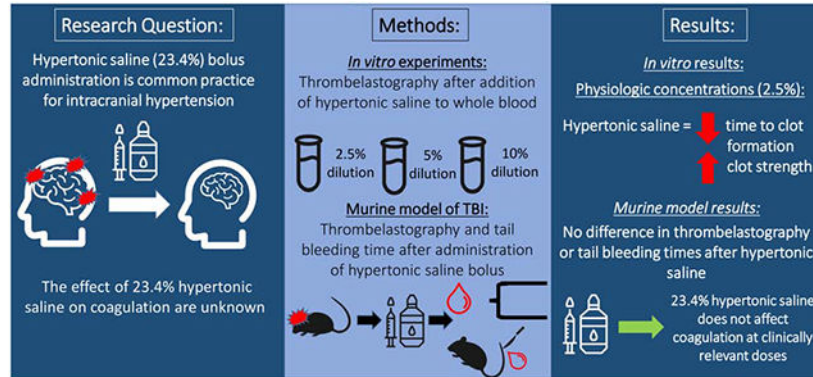 Research Question:
Hypertonic saline (23.4%) bolus
administration is common practice
for intracranial hypertension
The effect of 23.4% hypertonic
saline on coagulation are unknown
Methods:
In vitro experiments:
Thrombelastography after addition
of hypertonic saline to whole blood
2.5%
dilution
5%
dilution
10%
dilution
Murine model of TBI:
Thrombelastography and tail
bleeding time after administration
of hypertonic saline bolus
Results:
In vitro results:
Physiologic concentrations (2.5%):
Hypertonic saline =
time to clot
formation
clot strength
Murine model results:
No difference in thrombelastography
or tail bleeding times after hypertonic
saline
23.4% hypertonic saline
does not affect
coagulation at clinically
relevant doses